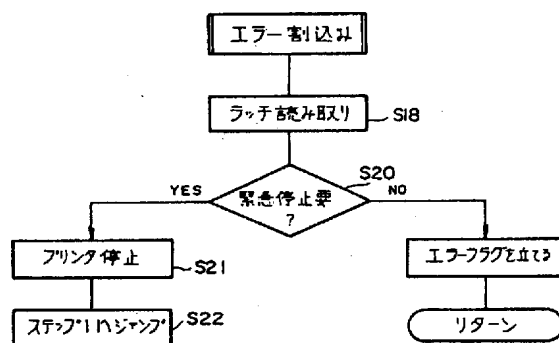 エラー割込み
ラッチ読み取り
S18
緊急停止要
?
S20
YES
NO
プリンタ停止
S21
エラーフラグを立てる
ステップ1へジャンプ
S22
リターン